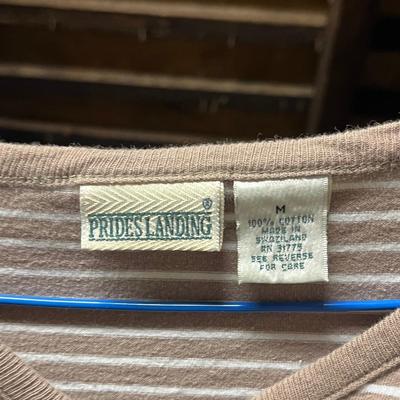 ®
PRIDES LANDING
M
100% COTTON
MADE IN
SWAZILAND
RN 31775
SEE REVERSE
FOR CARE